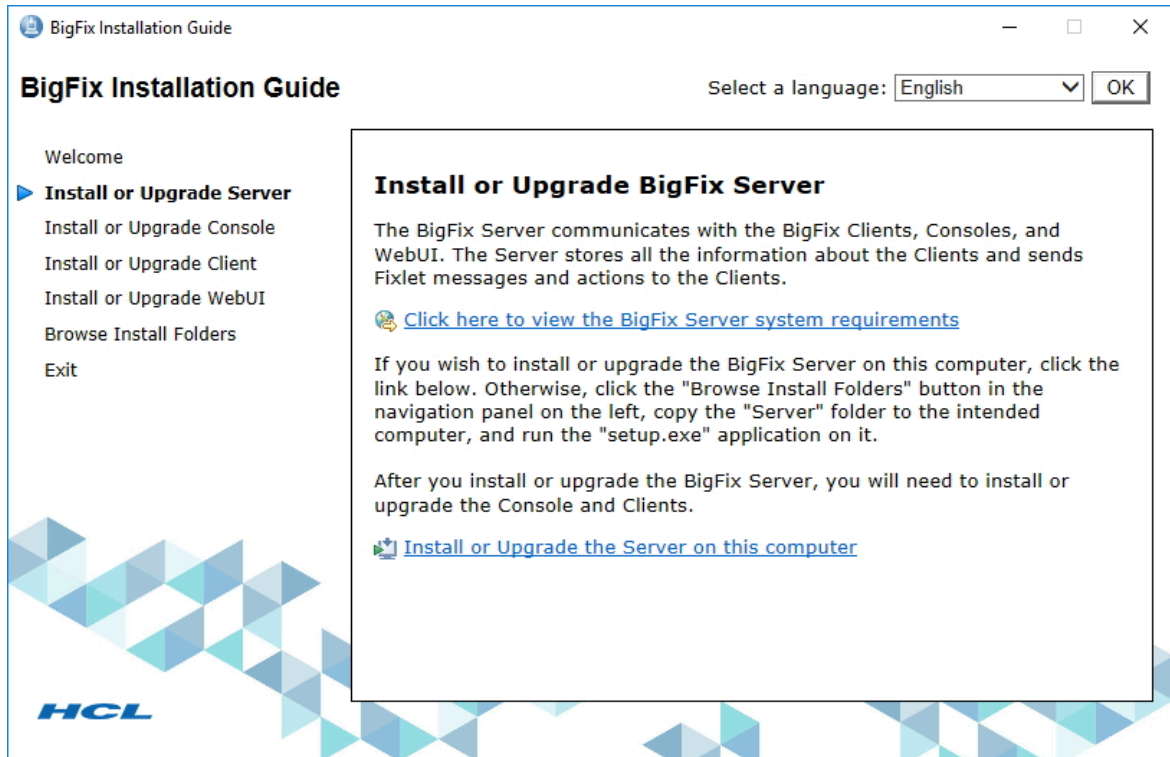 BigFix Installation Guide
BigFix Installation Guide
Select a language: English OK
Welcome
Install or Upgrade Server
Install or Upgrade Console
Install or Upgrade Client
Install or Upgrade WebUI
Browse Install Folders
Exit
Install or Upgrade BigFix Server
The BigFix Server communicates with the BigFix Clients, Consoles, and
WebUI. The Server stores all the information about the Clients and sends
Fixlet messages and actions to the Clients.
Click here to view the BigFix Server system requirements
If you wish to install or upgrade the BigFix Server on this computer, click the
link below. Otherwise, click the "Browse Install Folders" button in the
navigation panel on the left, copy the "Server" folder to the intended
computer, and run the "setup.exe" application on it.
After you install or upgrade the BigFix Server, you will need to install or
upgrade the Console and Clients.
Install or Upgrade the Server on this computer
HCL